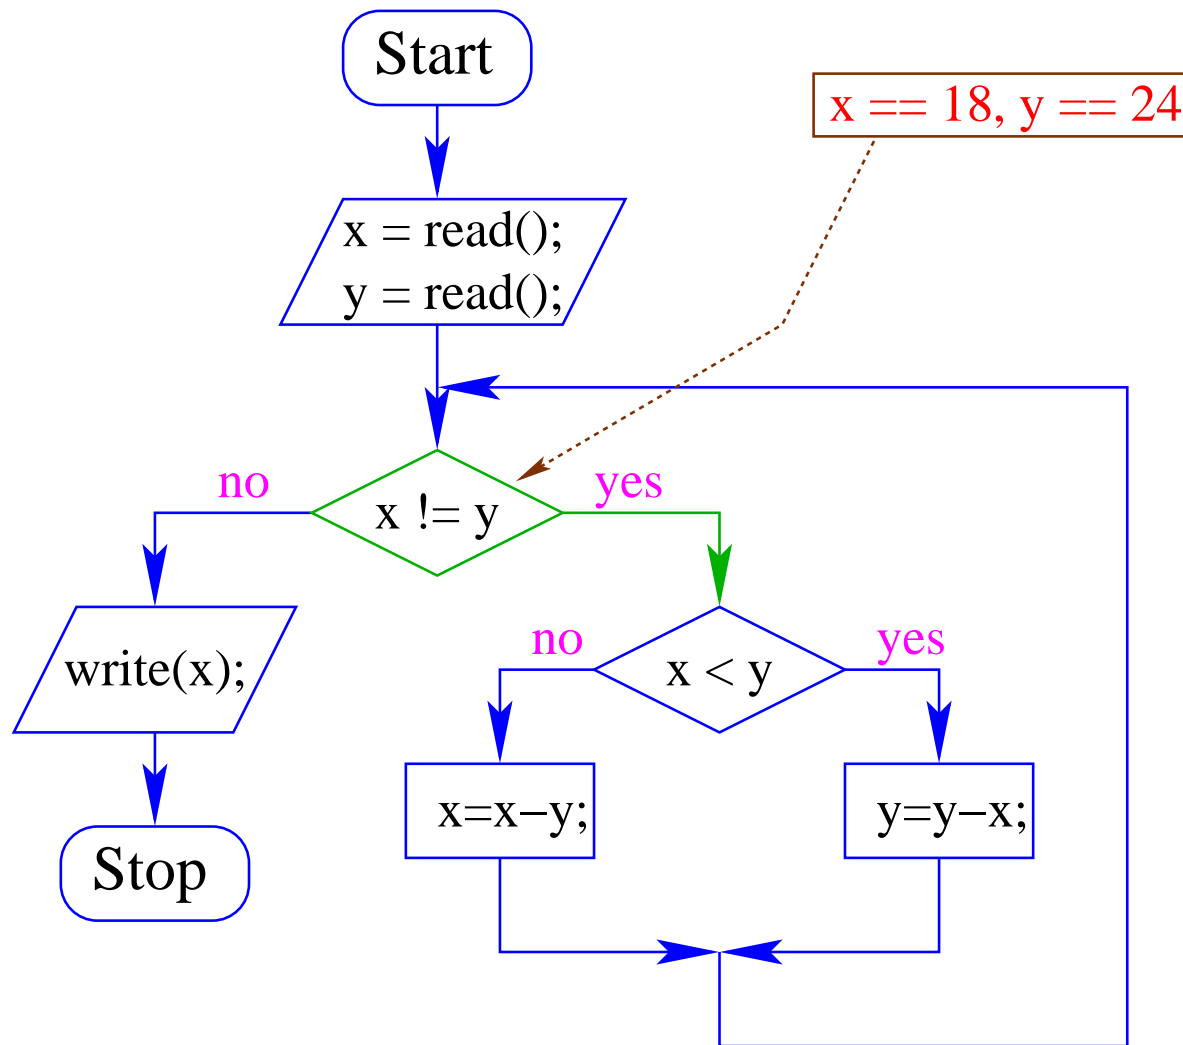 Start
x == 18, y == 24
x = read();
y = read();
no
yes
x != y
no
yes
write(x);
x < y
x=x−y;
y=y−x;
Stop